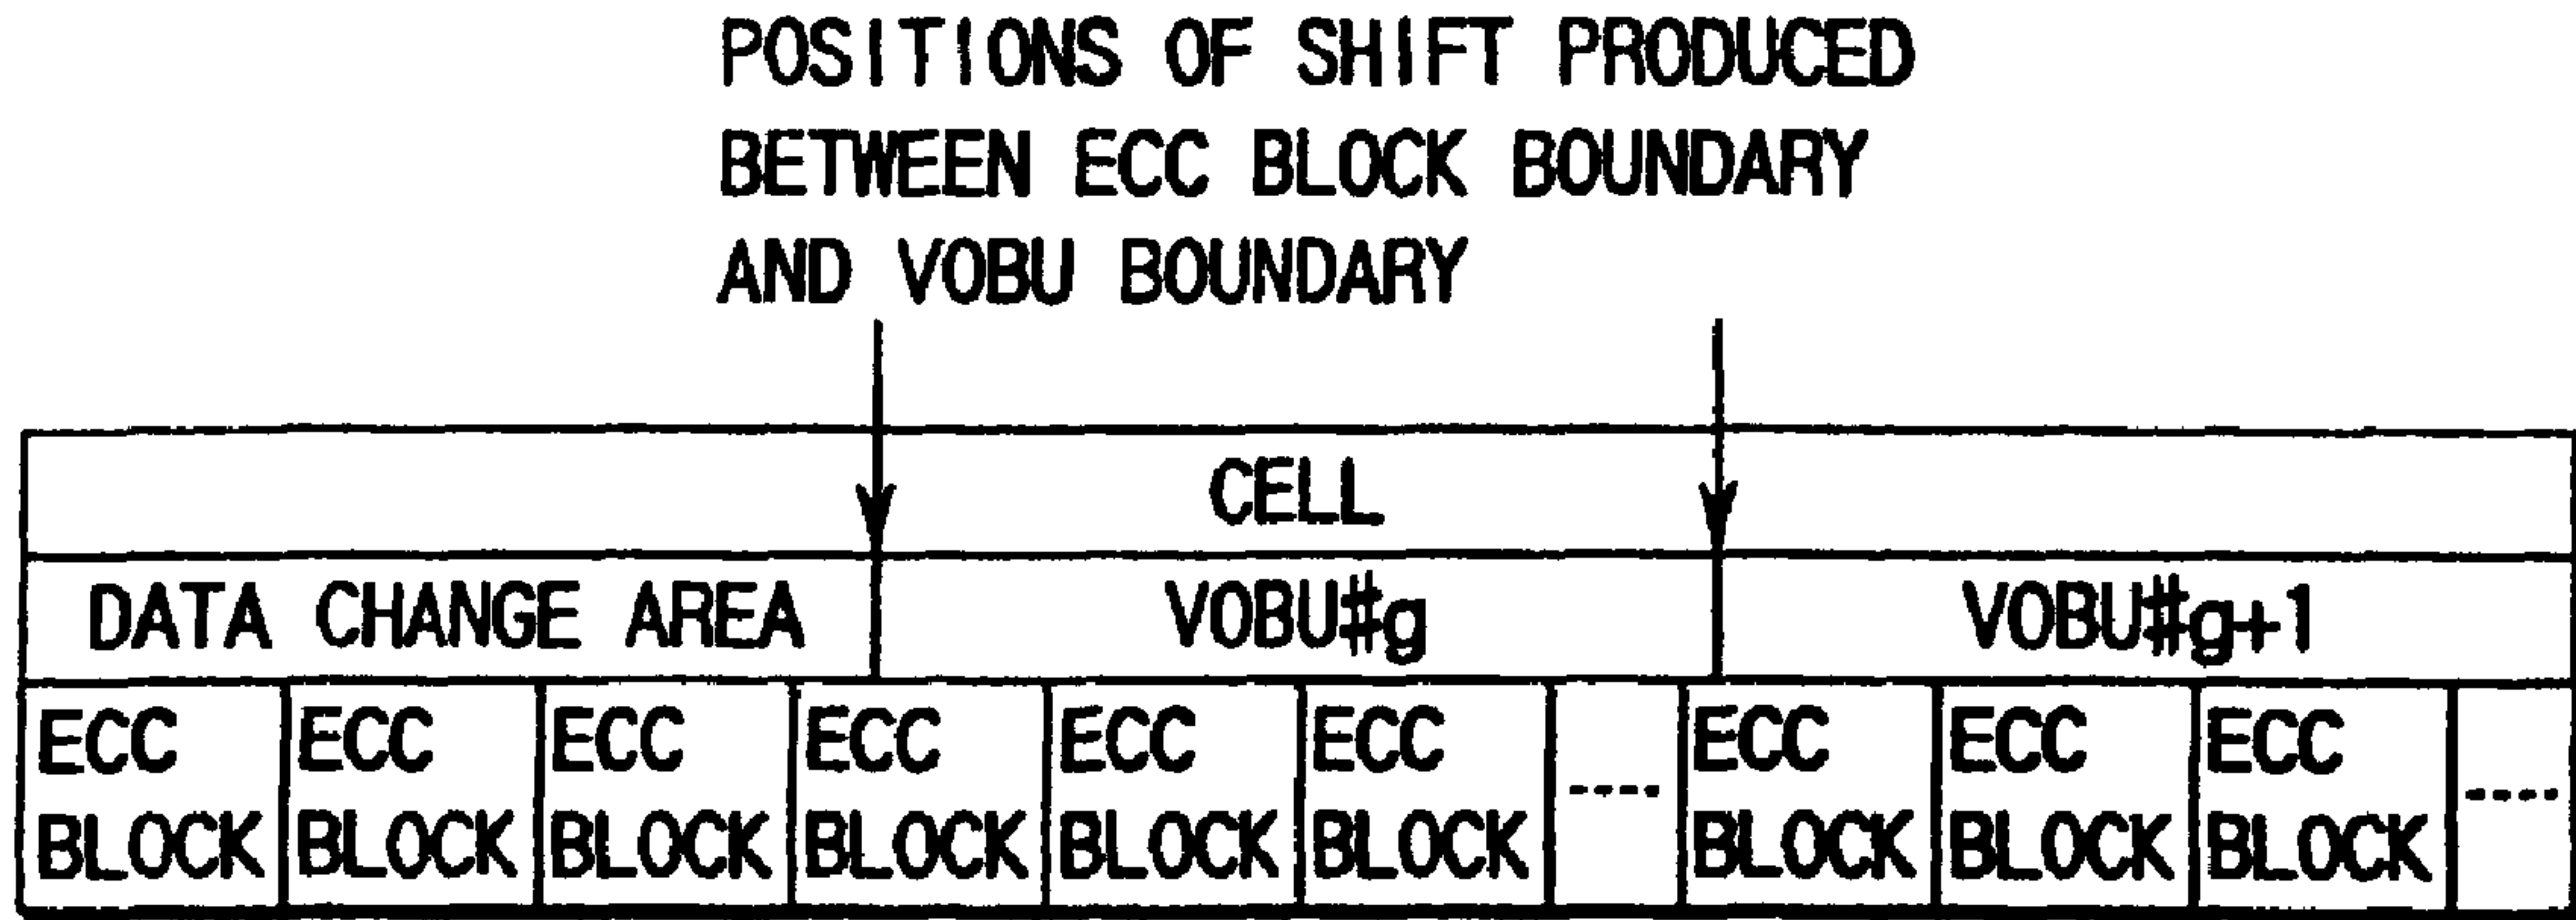 POSITIONS OF SHIFT PRODUCED
BETWEEN ECC BLOCK BOUNDARY
AND VOBU BOUNDARY
CELL
DATA CHANGE AREA VOBU#g VOBU#g+1
ECC ECC ECC ECC ECC ECC ---- ECC ECC ECC ----
BLOCK BLOCK BLOCK BLOCK BLOCK BLOCK BLOCK BLOCK BLOCK